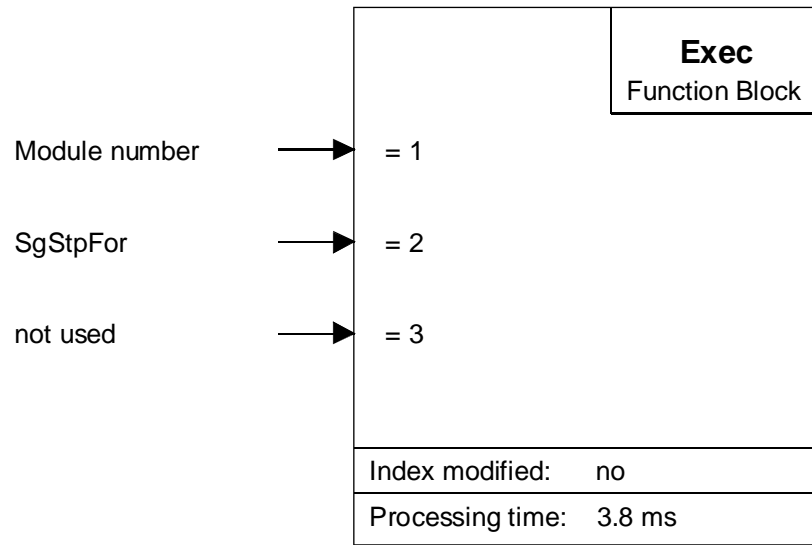 Exec
Function Block
Module number = 1
SgStpFor = 2
not used = 3
Index modified: no
Processing time: 3.8 ms